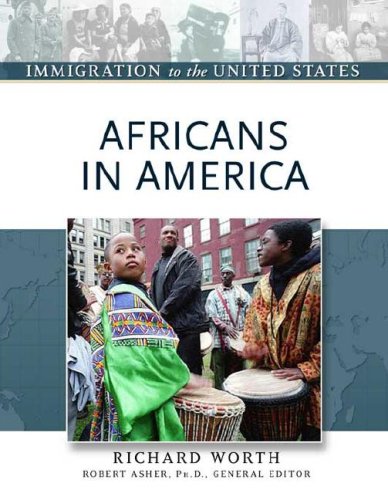 IMMIGRATION to the UNITED STATES
AFRICANS
IN AMERICA
RICHARD WORTH
ROBERT ASHER, PH.D., GENERAL EDITOR